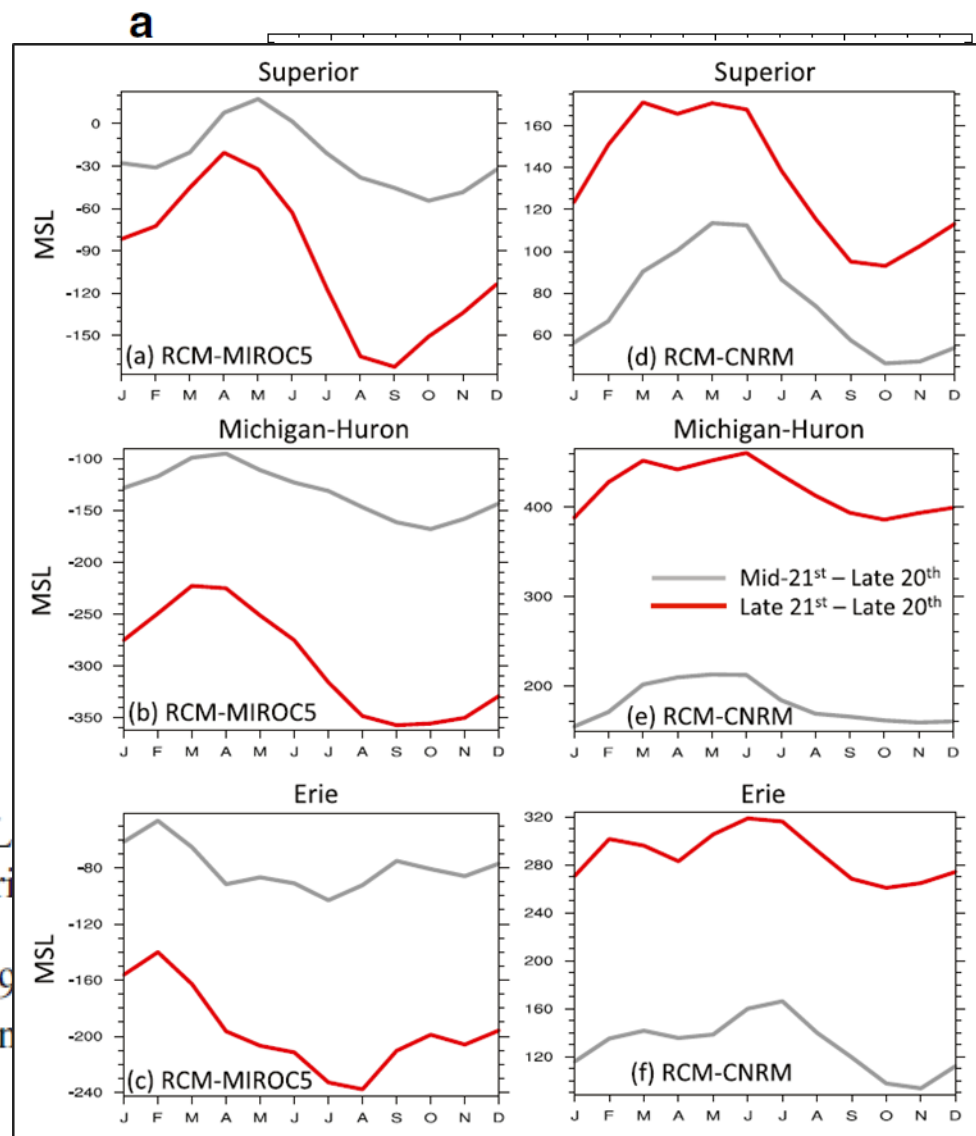 a
Superior
Superior
MSL
0
-30
-60
-90
-120
-150
(a) RCM-MIROC5
J F M A M J J A S O N D
160
140
120
100
80
60
(d) RCM-CNRM
J F M A M J J A S O N D
Michigan-Huron
Michigan-Huron
MSL
-100
-150
-200
-250
-300
-350
(b) RCM-MIROC5
J F M A M J J A S O N D
400
300
200
Mid-21st – Late 20th
Late 21st – Late 20th
(e) RCM-CNRM
J F M A M J J A S O N D
Erie
Erie
MSL
-80
-120
-160
-200
-240
(c) RCM-MIROC5
J F M A M J J A S O N D
320
280
240
200
160
120
(f) RCM-CNRM
J F M A M J J A S O N D